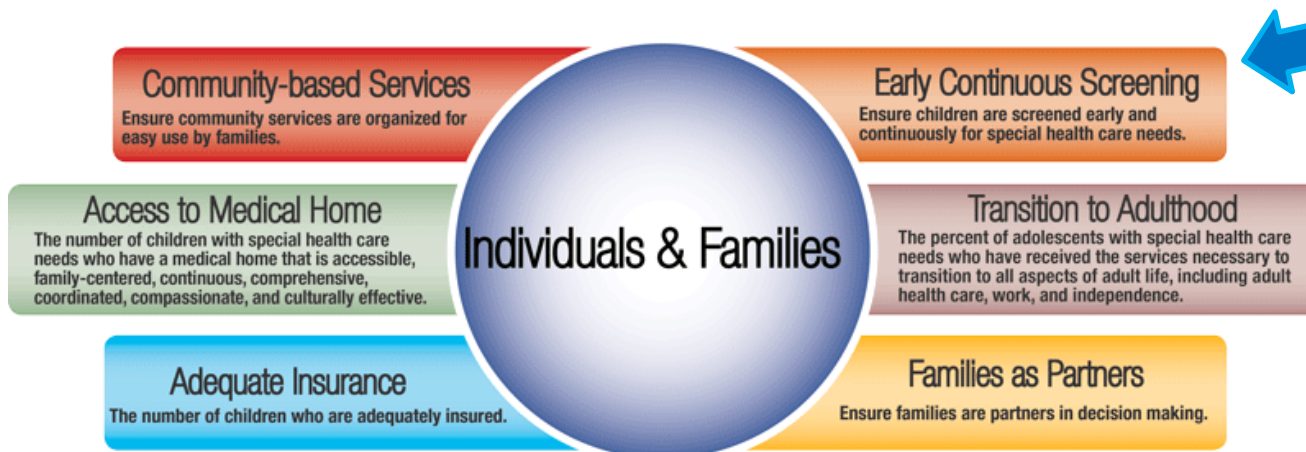 Community-based Services
Ensure community services are organized for
easy use by families.
Early Continuous Screening
Ensure children are screened early and
continuously for special health care needs.
Access to Medical Home
The number of children with special health care
needs who have a medical home that is accessible,
family-centered, continuous, comprehensive,
coordinated, compassionate, and culturally effective.
Individuals & Families
Transition to Adulthood
The percent of adolescents with special health care
needs who have received the services necessary to
transition to all aspects of adult life, including adult
health care, work, and independence.
Adequate Insurance
The number of children who are adequately insured.
Families as Partners
Ensure families are partners in decision making.